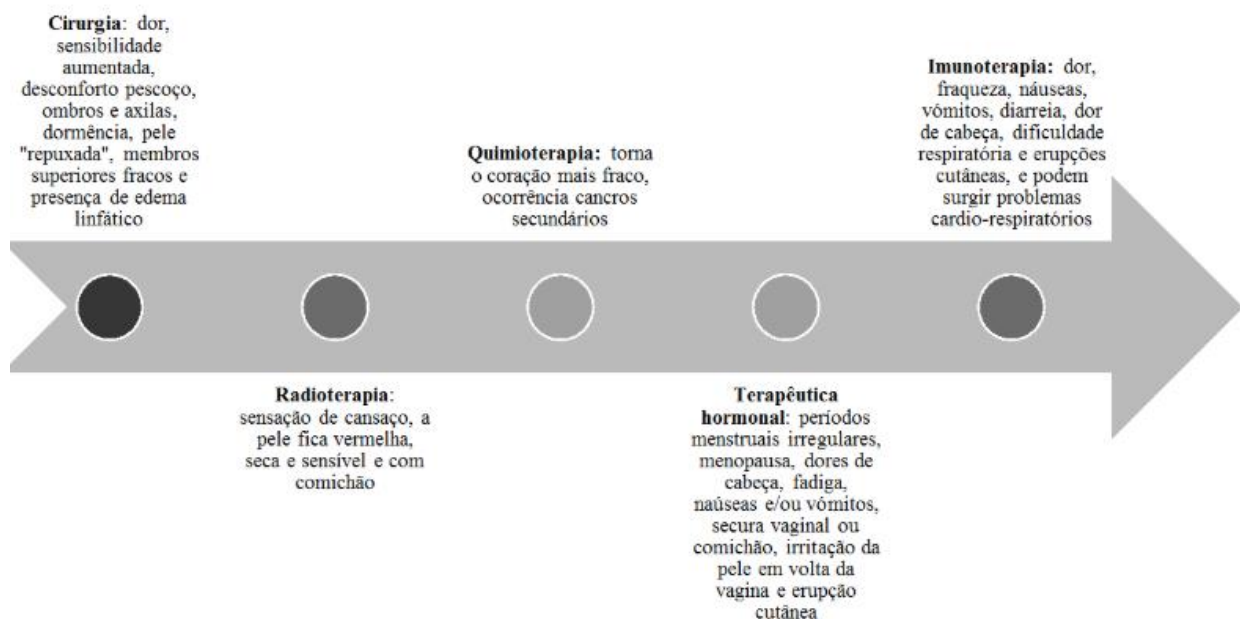 Cirurgia: dor,
sensibilidade
aumentada,
desconforto pescoço,
ombros e axilas,
dormência, pele
"repuxada", membros
superiores fracos e
presença de edema
linfático
Radioterapia:
sensação de cansaço, a
pele fica vermelha,
seca e sensível e com
comichão
Quimioterapia: torna
o coração mais fraco,
ocorrência cancros
secundários
Terapêutica
hormonal: períodos
menstruais irregulares,
menopausa, dores de
cabeça, fadiga,
naúseas e/ou vómitos,
secura vaginal ou
comichão, irritação da
pele em volta da
vagina e erupção
cutânea
Imunoterapia: dor,
fraqueza, náuseas,
vómitos, diarreia, dor
de cabeça, dificuldade
respiratória e erupções
cutâneas, e podem
surgir problemas
cardio-respiratórios